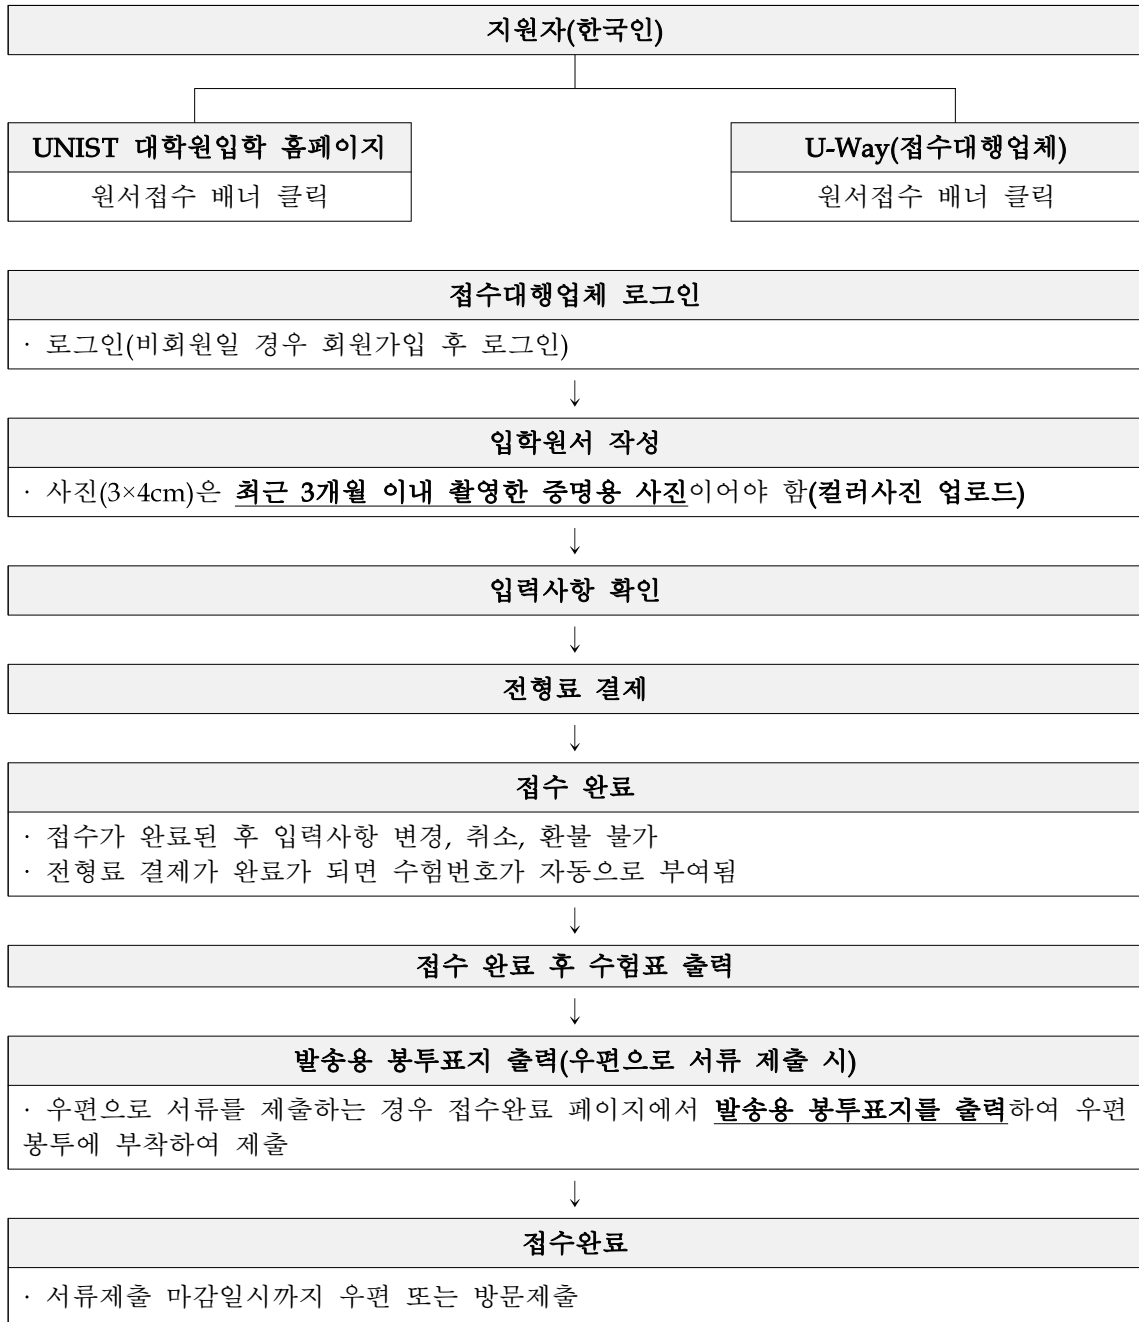 지원자(한국인)
UNIST 대학원입학 홈페이지
원서접수 배너 클릭
U-Way(접수대행업체)
원서접수 배너 클릭
접수대행업체 로그인
· 로그인(비회원일 경우 회원가입 후 로그인)
↓
입학원서 작성
· 사진(3×4cm)은 최근 3개월 이내 촬영한 증명용 사진이어야 함(컬러사진 업로드)
↓
입력사항 확인
↓
전형료 결제
↓
접수 완료
· 접수가 완료된 후 입력사항 변경, 취소, 환불 불가
· 전형료 결제가 완료가 되면 수험번호가 자동으로 부여됨
↓
접수 완료 후 수험표 출력
↓
발송용 봉투표지 출력(우편으로 서류 제출 시)
· 우편으로 서류를 제출하는 경우 접수완료 페이지에서 발송용 봉투표지를 출력하여 우편
봉투에 부착하여 제출
↓
접수완료
· 서류제출 마감일시까지 우편 또는 방문제출